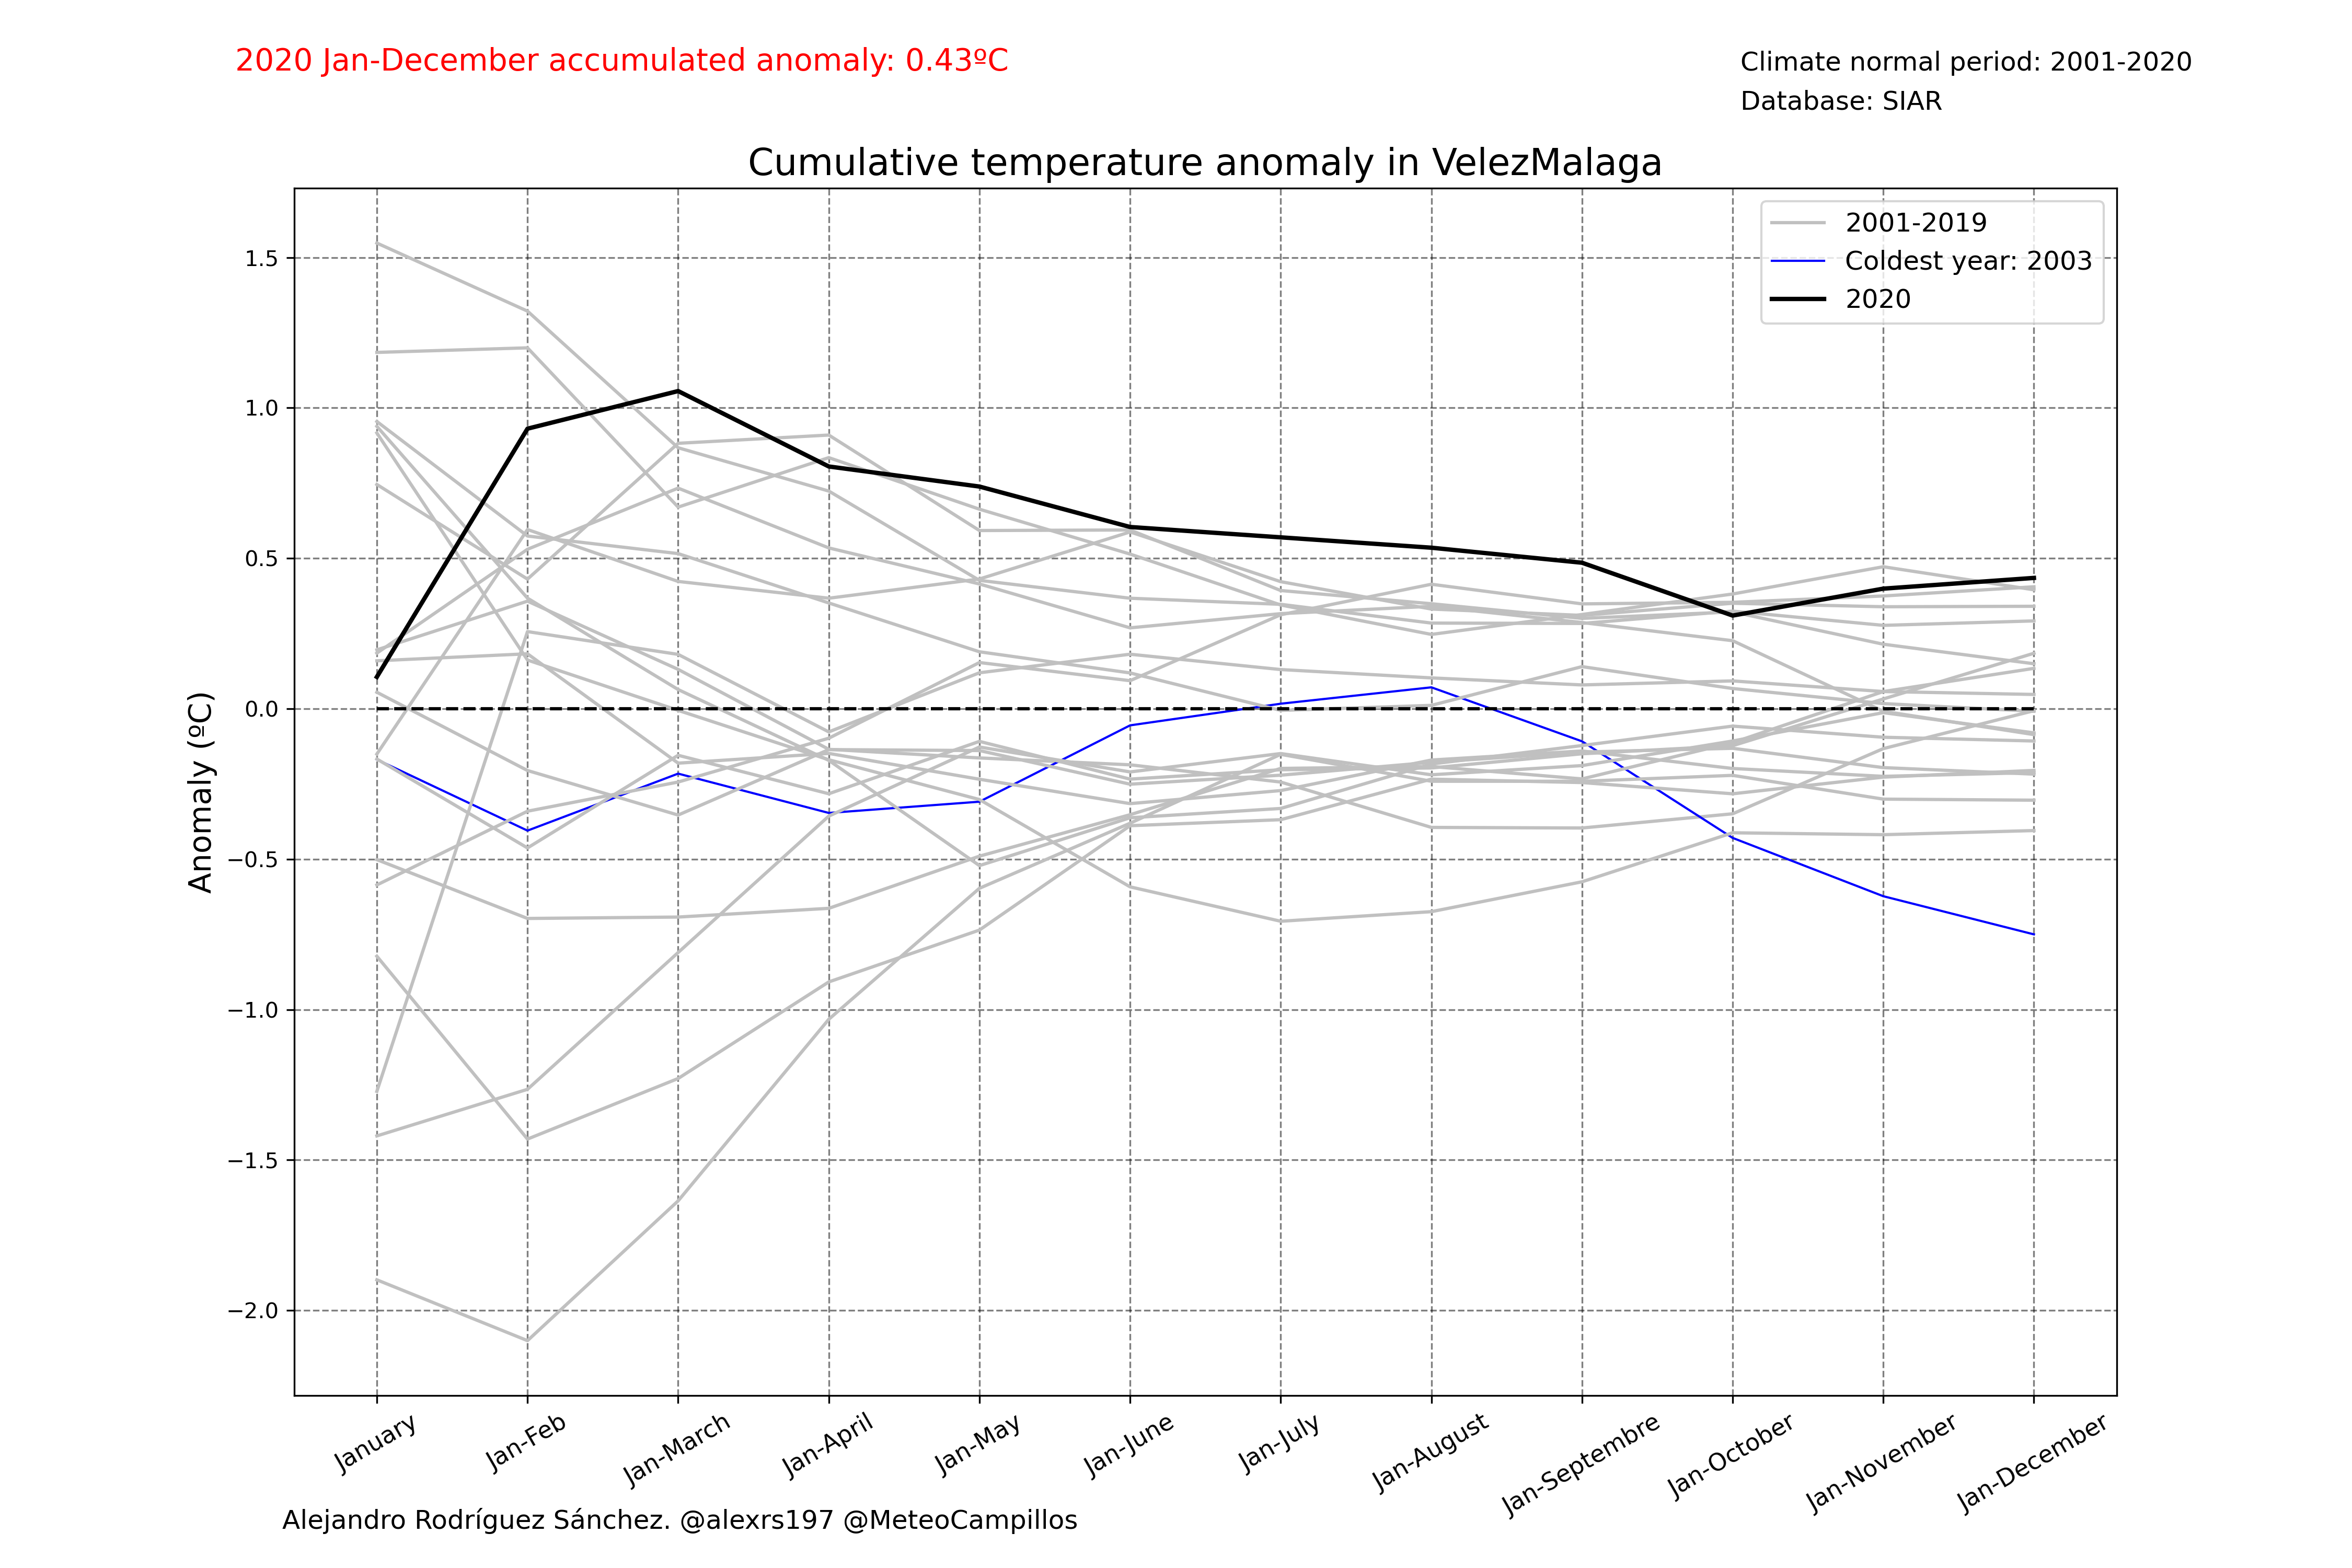 2020 Jan-December accumulated anomaly: 0.43ºC
Climate normal period: 2001-2020
Database: SIAR
Cumulative temperature anomaly in VelezMalaga
2001-2019
Coldest year: 2003
2020
Anomaly (ºC)
1.5
1.0
0.5
0.0
−0.5
−1.0
−1.5
−2.0
January
Jan-Feb
Jan-March
Jan-April
Jan-May
Jan-June
Jan-July
Jan-August
Jan-Septembre
Jan-October
Jan-November
Jan-December
Alejandro Rodríguez Sánchez. @alexrs197 @MeteoCampillos